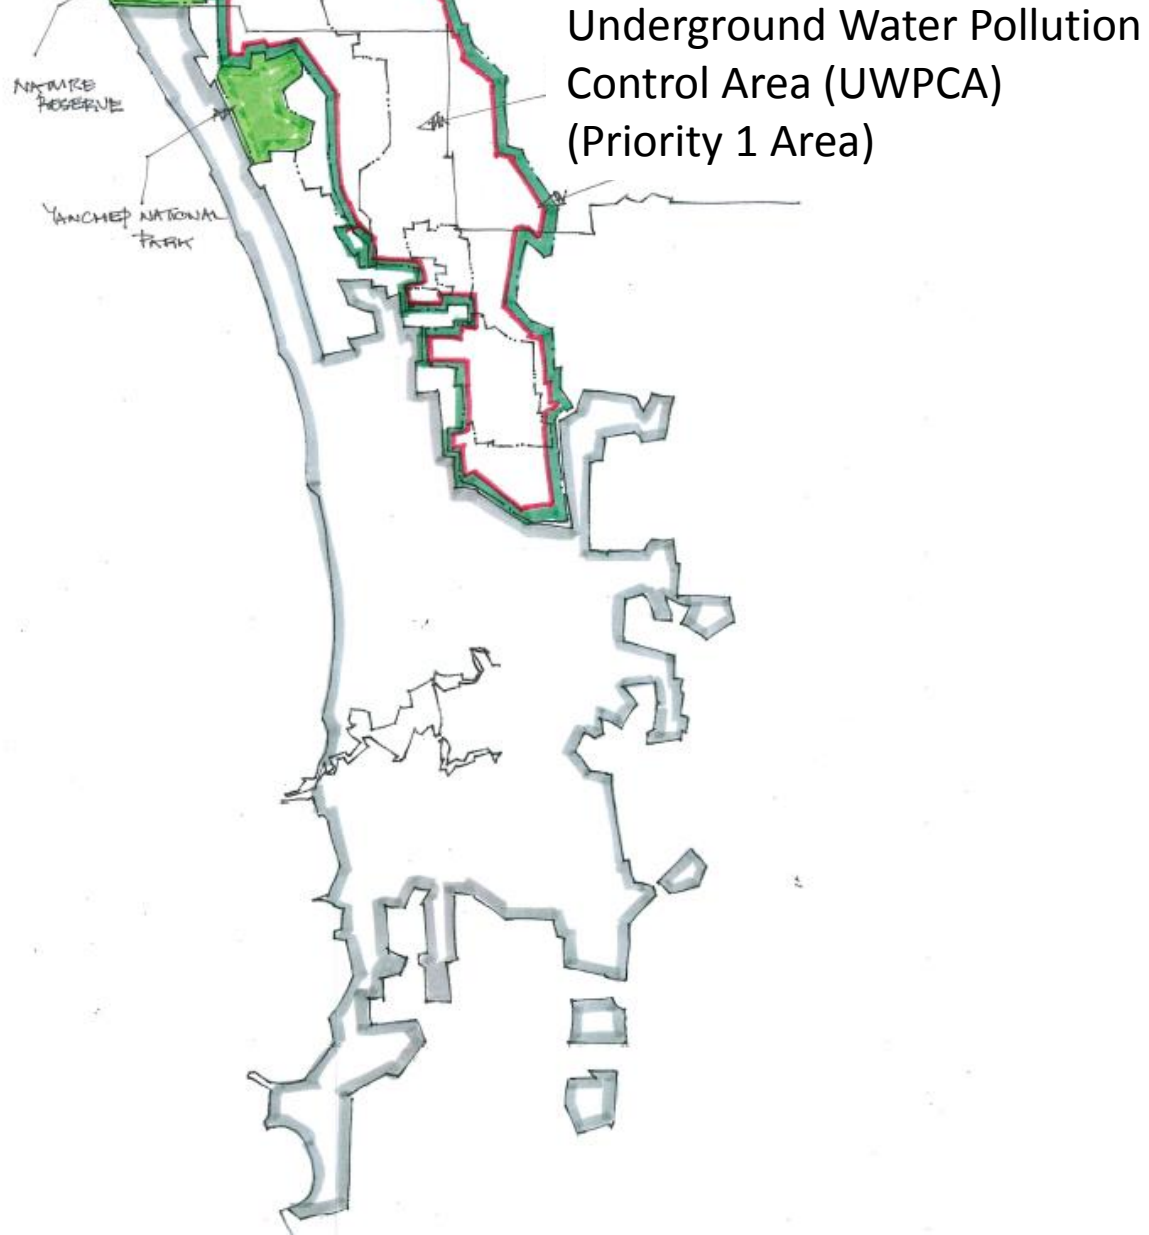 Underground Water Pollution
Control Area (UWPCA)
(Priority 1 Area)
NATURE
RESERVE
YANCHEP NATIONAL
PARK